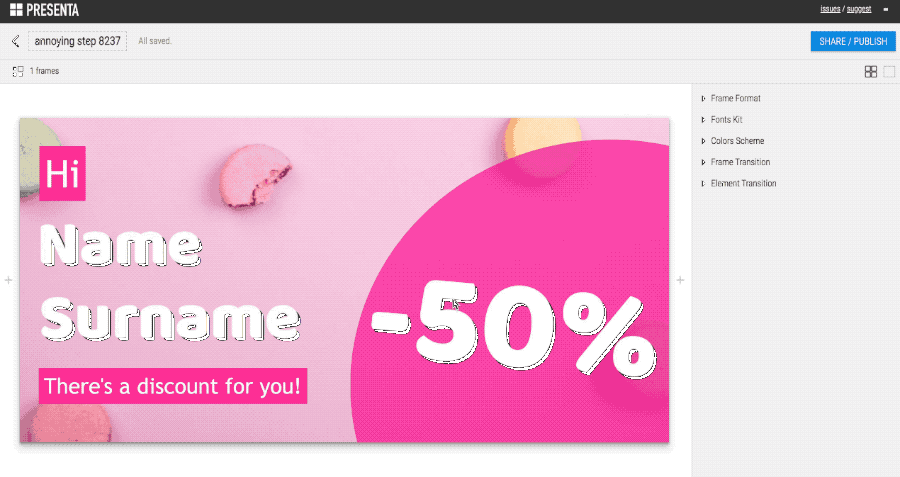 PRESENTA
issues / suggest
annoying step 8237
All saved.
SHARE / PUBLISH
1 frames
Frame Format
Fonts Kit
Colors Scheme
Frame Transition
Element Transition
Hi
Name
Surname
-50%
There's a discount for you!